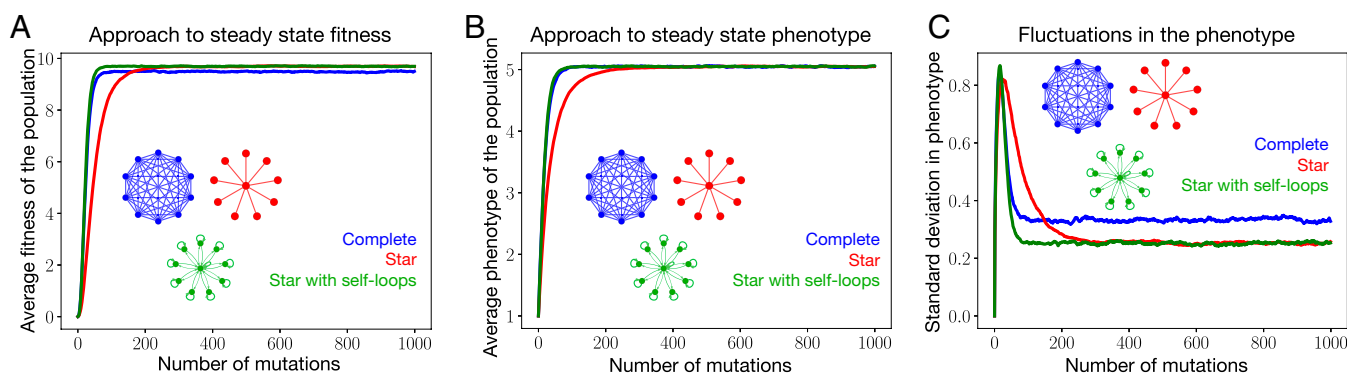 A
Approach to steady state fitness
Average fitness of the population
10
8
6
4
2
0
Complete
Star
Star with self-loops
0 200 400 600 800 1000
Number of mutations
B
Approach to steady state phenotype
Average phenotype of the population
5
4
3
2
1
Complete
Star
Star with self-loops
0 200 400 600 800 1000
Number of mutations
C
Fluctuations in the phenotype
Standard deviation in phenotype
0.8
0.6
0.4
0.2
0.0
Complete
Star
Star with self-loops
0 200 400 600 800 1000
Number of mutations